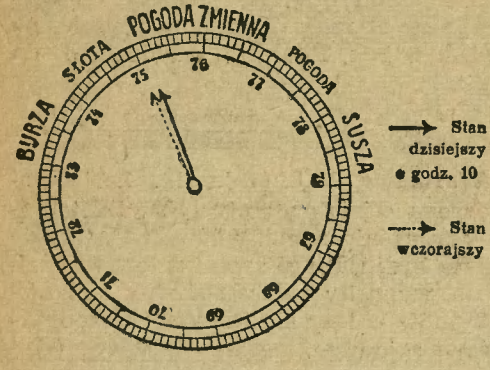 BURZA
SŁOTA
POGODA ZMIENNA
POGODA
SUSZA
73
74
75
76
77
78
79
67
68
69
70
71
72
Stan
dzisiejszy
o godz. 10
Stan
wczorajszy